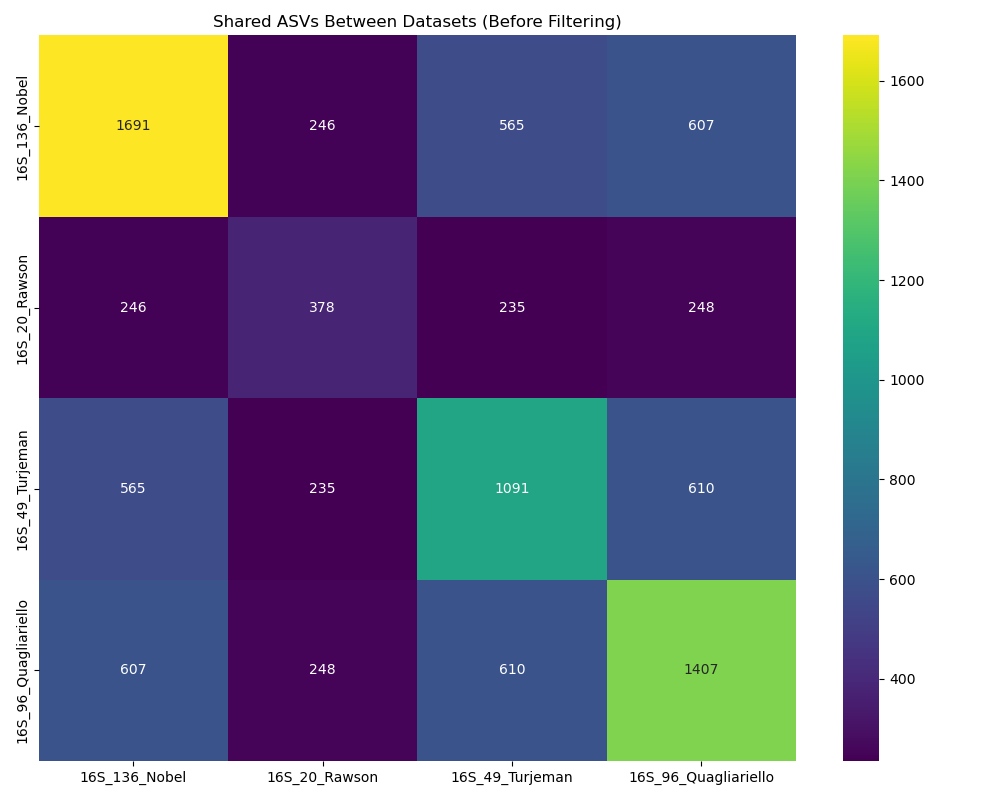 Shared ASVs Between Datasets (Before Filtering)
16S_136_Nobel
1691 246 565 607
16S_20_Rawson
246 378 235 248
16S_49_Turjeman
565 235 1091 610
16S_96_Quagliariello
607 248 610 1407
16S_136_Nobel 16S_20_Rawson 16S_49_Turjeman 16S_96_Quagliariello
1600
1400
1200
1000
800
600
400